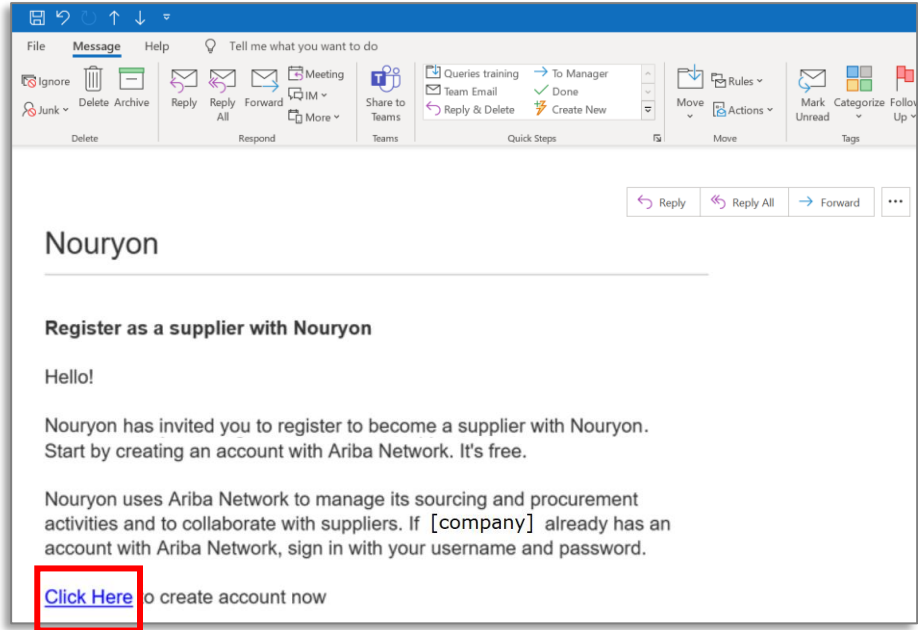 File Message Help Tell me what you want to do
Ignore
Junk
Delete
Archive
Delete
Reply
Reply All
Forward
Meeting
IM
More
Respond
Share to Teams
Teams
Queries training
To Manager
Team Email
Done
Reply & Delete
Create New
Quick Steps
Move
Rules
Actions
Move
Mark Unread
Categorize
Follow Up
Tags
Reply Reply All Forward ...
Nouryon
Register as a supplier with Nouryon
Hello!
Nouryon has invited you to register to become a supplier with Nouryon.
Start by creating an account with Ariba Network. It's free.
Nouryon uses Ariba Network to manage its sourcing and procurement
activities and to collaborate with suppliers. If [company] already has an
account with Ariba Network, sign in with your username and password.
Click Here to create account now